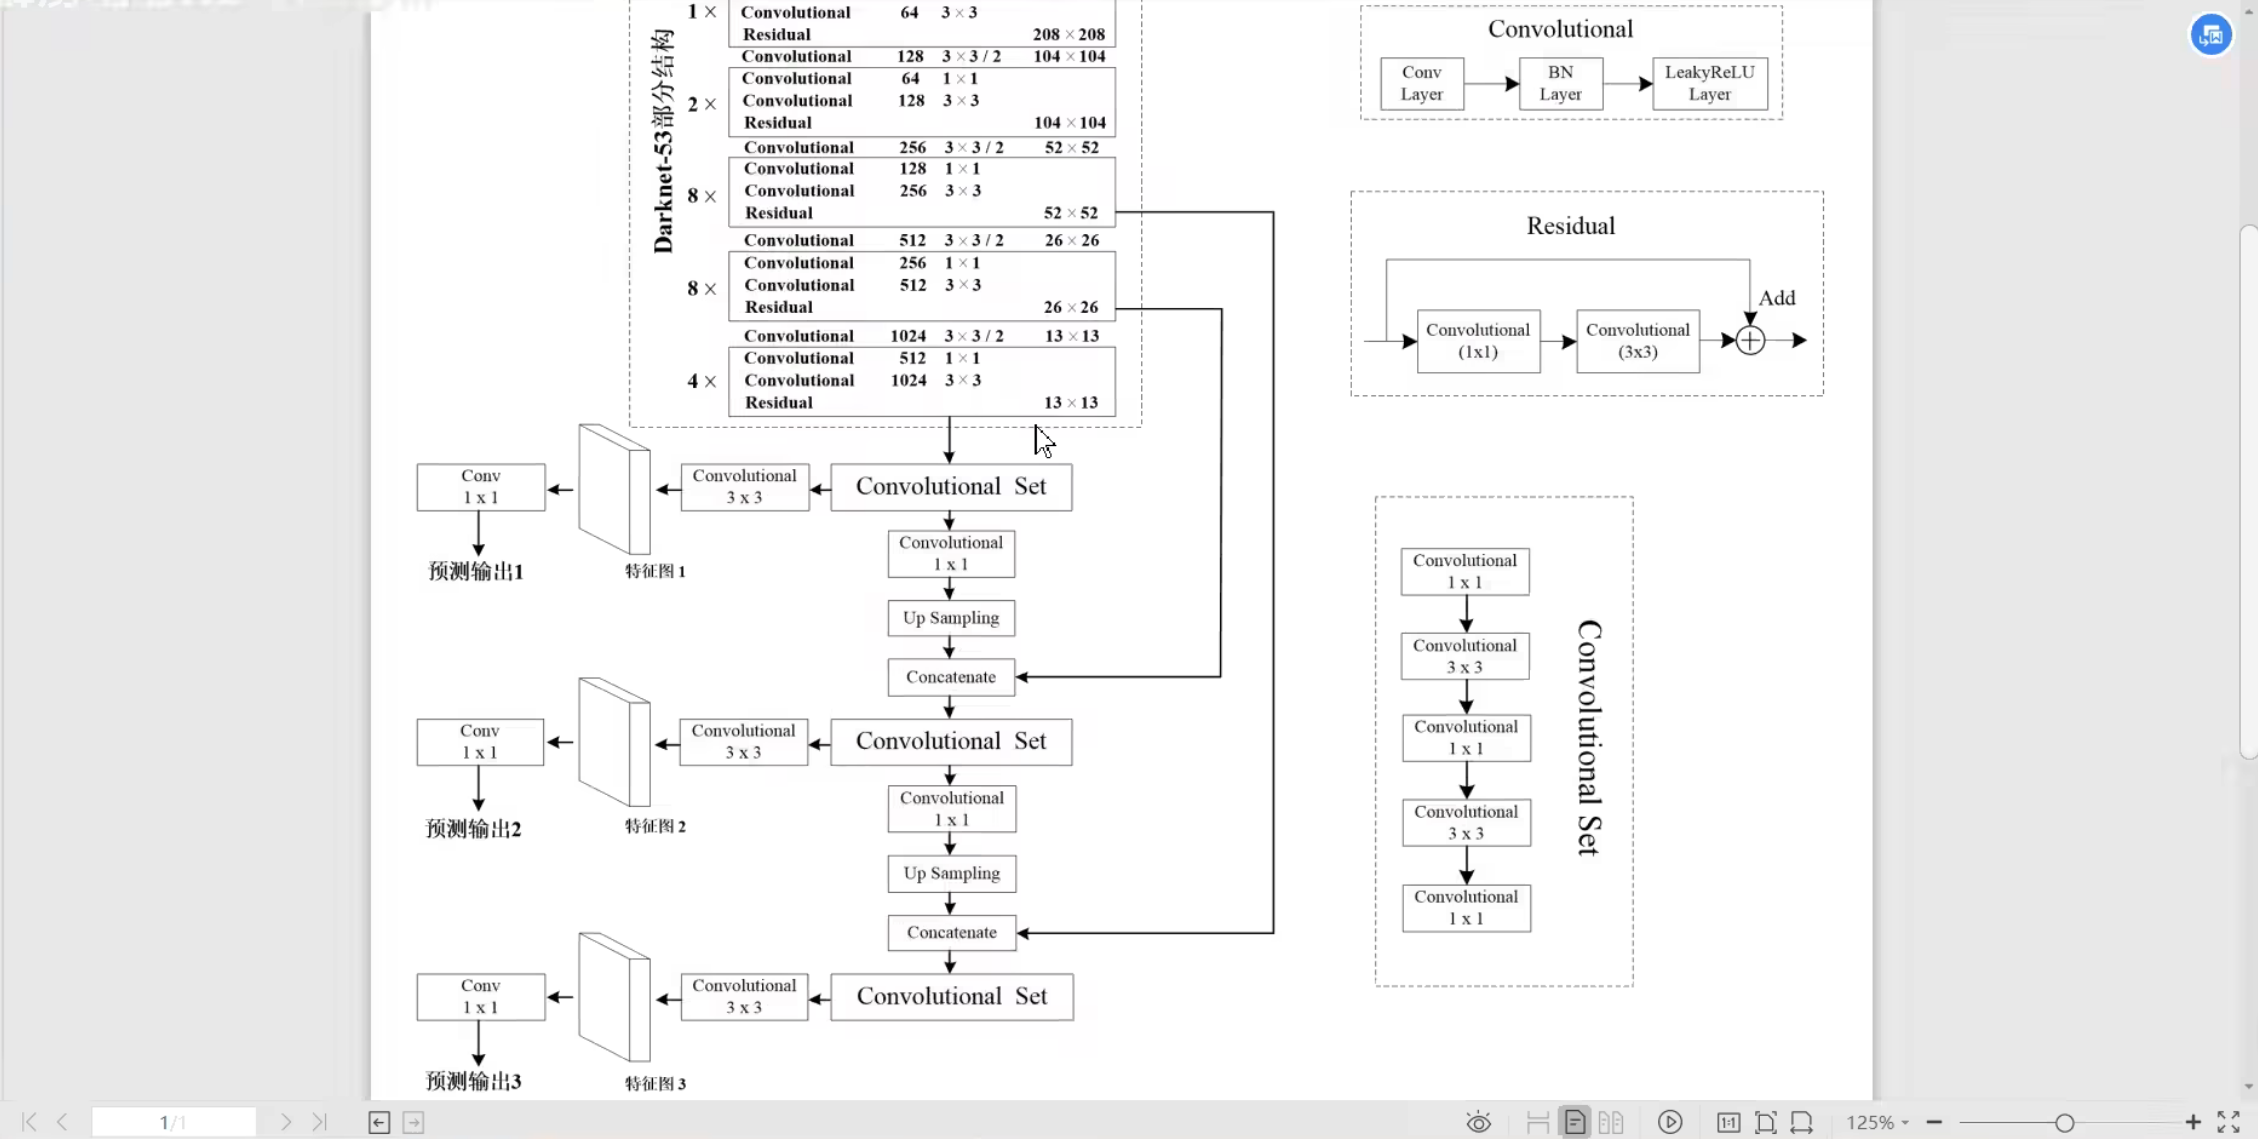 1 × Convolutional 64 3 × 3
Residual 208 × 208
Convolutional 128 3 × 3 / 2 104 × 104
Convolutional 64 1 × 1
2 × Convolutional 128 3 × 3
Residual 104 × 104
Convolutional 256 3 × 3 / 2 52 × 52
Convolutional 128 1 × 1
8 × Convolutional 256 3 × 3
Residual 52 × 52
Convolutional 512 3 × 3 / 2 26 × 26
Convolutional 256 1 × 1
8 × Convolutional 512 3 × 3
Residual 26 × 26
Convolutional 1024 3 × 3 / 2 13 × 13
Convolutional 512 1 × 1
4 × Convolutional 1024 3 × 3
Residual 13 × 13
Darknet-53部分结构
Convolutional
Conv
Layer
BN
Layer
LeakyReLU
Layer
Residual
Add
Convolutional
(1x1)
Convolutional
(3x3)
Conv
1 x 1
Convolutional
3 x 3
Convolutional Set
预测输出1
特征图 1
Convolutional
1 x 1
Up Sampling
Concatenate
Conv
1 x 1
Convolutional
3 x 3
Convolutional Set
预测输出2
特征图 2
Convolutional
1 x 1
Up Sampling
Concatenate
Conv
1 x 1
Convolutional
3 x 3
Convolutional Set
预测输出3
特征图 3
Convolutional
1 x 1
Convolutional
3 x 3
Convolutional
1 x 1
Convolutional
3 x 3
Convolutional
1 x 1
Convolutional Set
1/1
1:1
125%